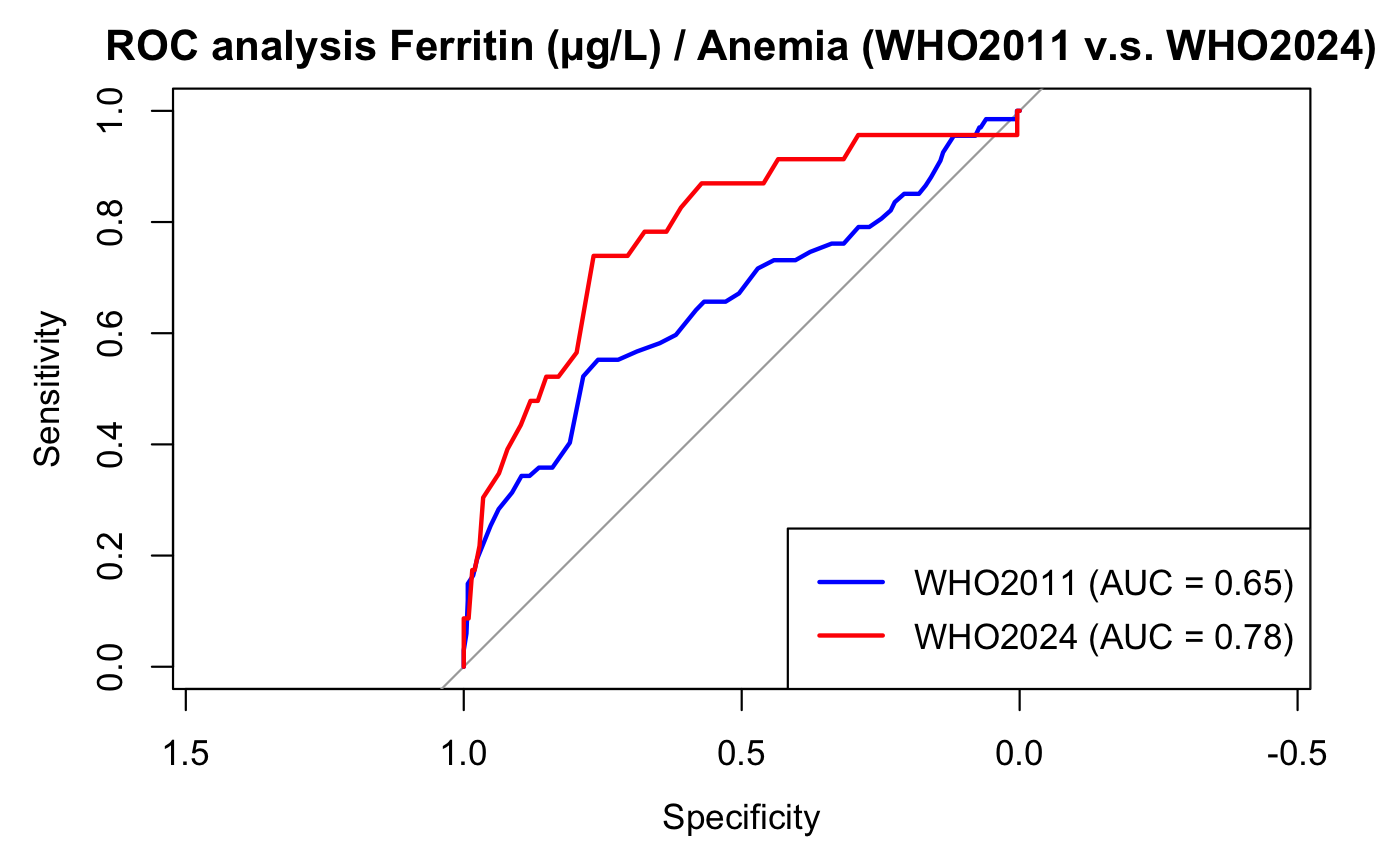 ROC analysis Ferritin (µg/L) / Anemia (WHO2011 v.s. WHO2024)
Sensitivity
1.0
0.8
0.6
0.4
0.2
0.0
WHO2011 (AUC = 0.65)
WHO2024 (AUC = 0.78)
1.5 1.0 0.5 0.0 -0.5
Specificity